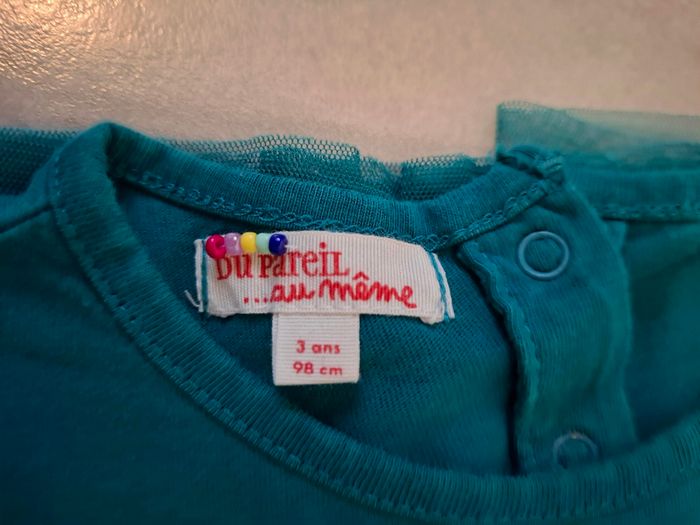 Du Pareil
...au même
3 ans
98 cm